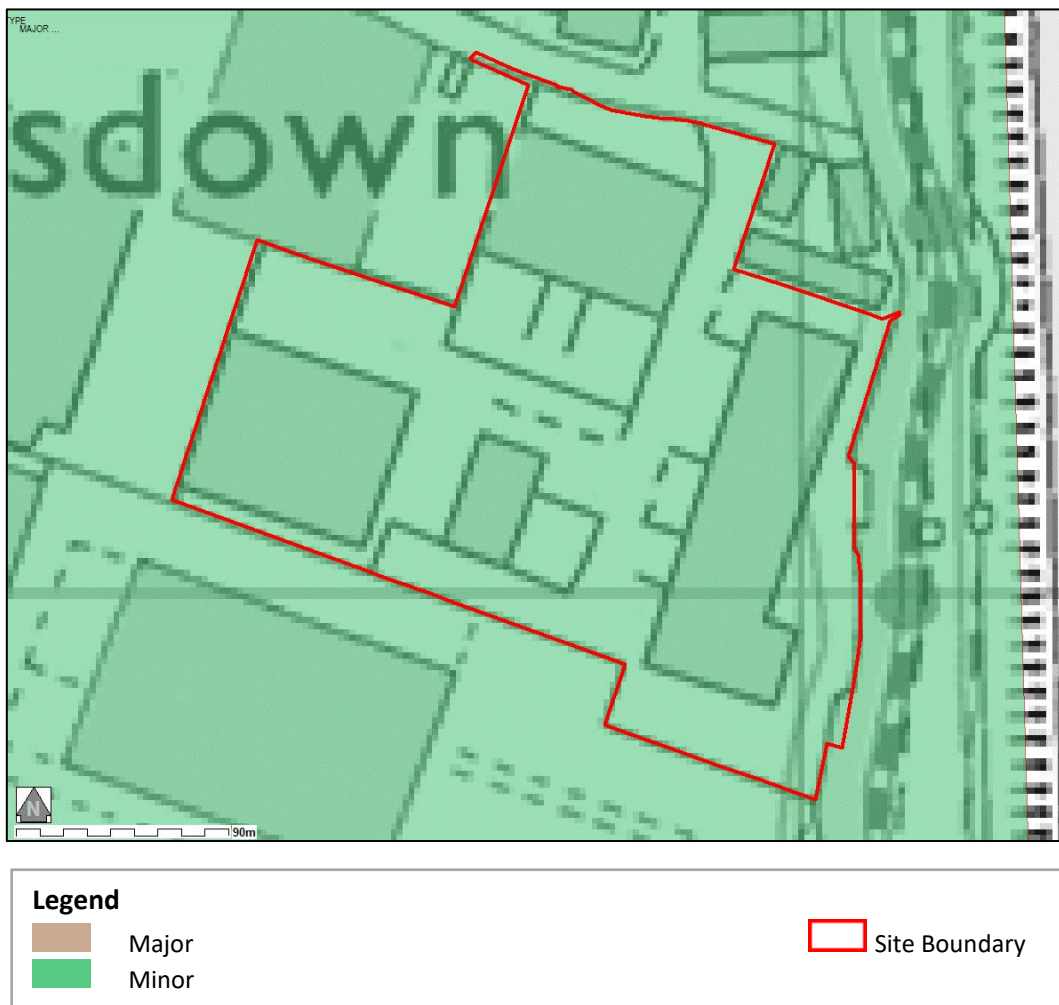 TYPE
MAJOR ...
sdown
N
90m
Legend
Major
Minor
Site Boundary